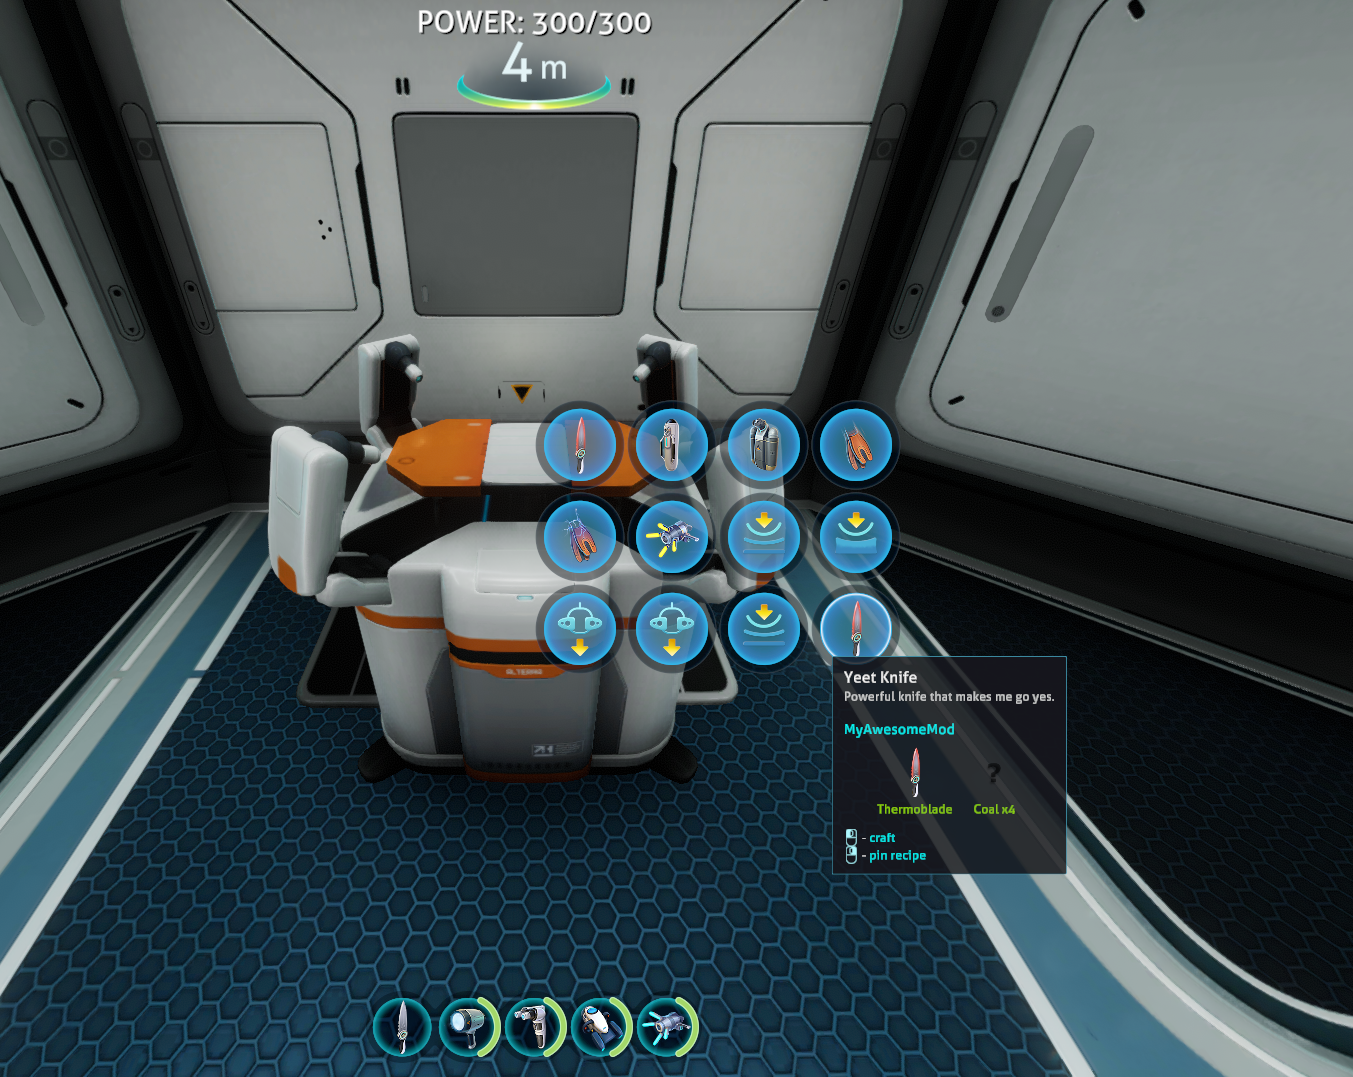 POWER: 300/300
4 m
ALTERRA
Yeet Knife
Powerful knife that makes me go yes.
MyAwesomeMod
?
Thermoblade Coal x4
- craft
- pin recipe